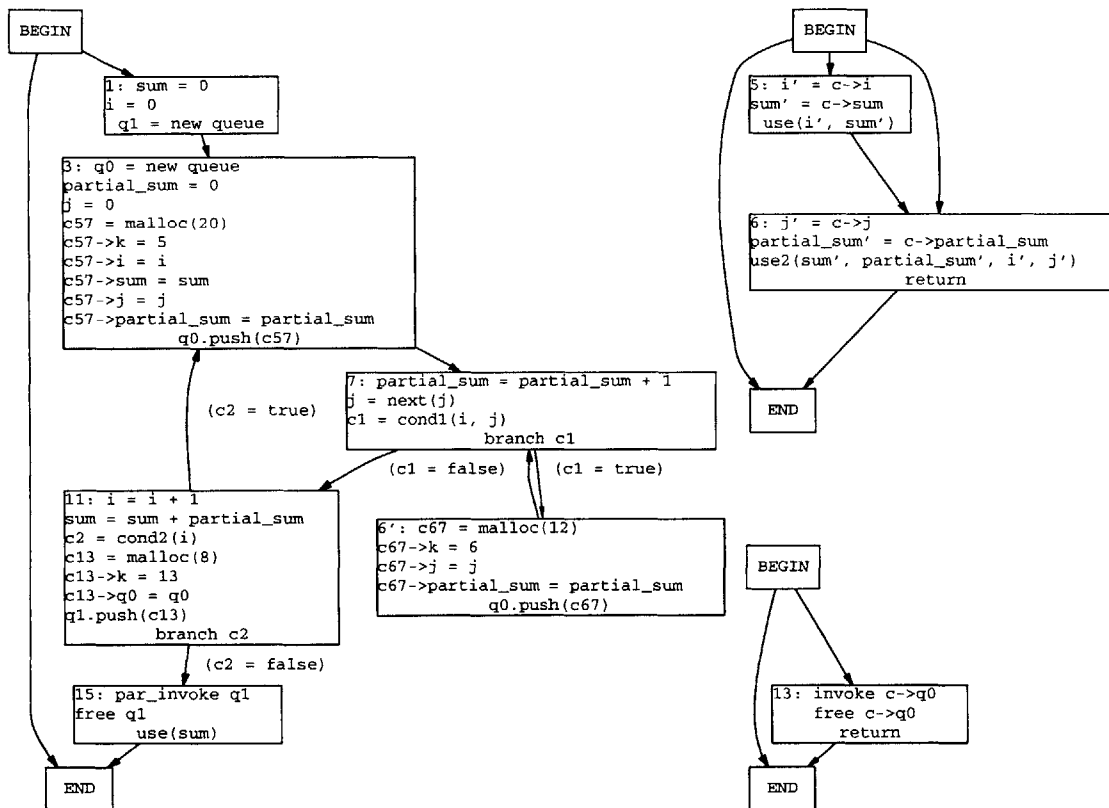 BEGIN
1: sum = 0
i = 0
q1 = new queue
3: q0 = new queue
partial_sum = 0
j = 0
c57 = malloc(20)
c57->k = 5
c57->i = i
c57->sum = sum
c57->j = j
c57->partial_sum = partial_sum
q0.push(c57)
7: partial_sum = partial_sum + 1
j = next(j)
c1 = cond1(i, j)
branch c1
(c2 = true)
(c1 = false)
(c1 = true)
11: i = i + 1
sum = sum + partial_sum
c2 = cond2(i)
c13 = malloc(8)
c13->k = 13
c13->q0 = q0
q1.push(c13)
branch c2
6': c67 = malloc(12)
c67->k = 6
c67->j = j
c67->partial_sum = partial_sum
q0.push(c67)
(c2 = false)
15: par_invoke q1
free q1
use(sum)
END
BEGIN
5: i' = c->i
sum' = c->sum
use(i', sum')
6: j' = c->j
partial_sum' = c->partial_sum
use2(sum', partial_sum', i', j')
return
END
BEGIN
13: invoke c->q0
free c->q0
return
END